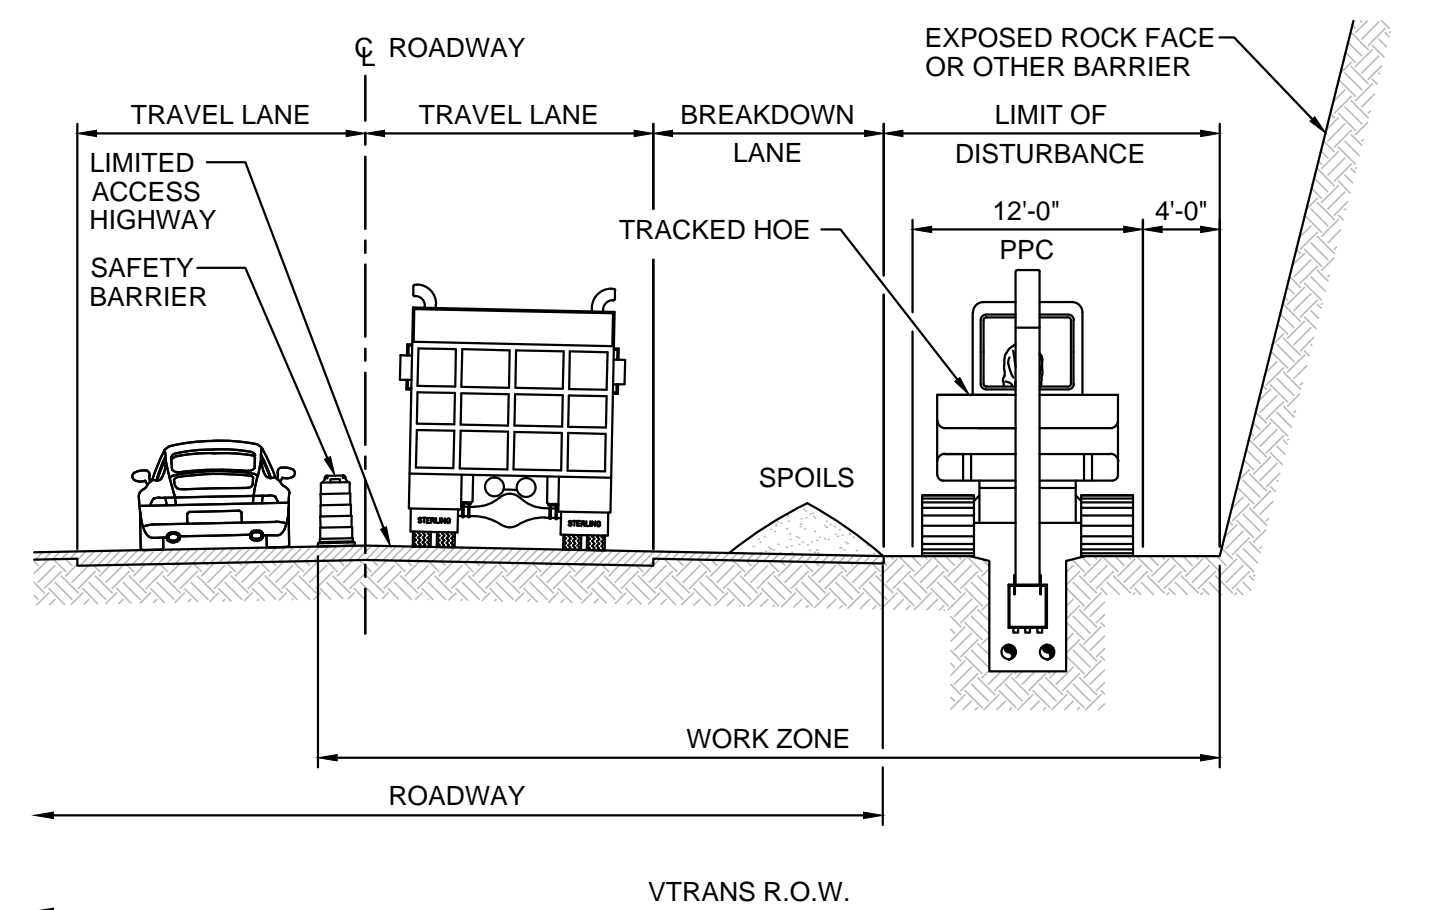 ℄ ROADWAY
EXPOSED ROCK FACE
OR OTHER BARRIER
TRAVEL LANE
TRAVEL LANE
BREAKDOWN
LANE
LIMIT OF
DISTURBANCE
LIMITED
ACCESS
HIGHWAY
SAFETY
BARRIER
TRACKED HOE
12'-0"
4'-0"
PPC
SPOILS
STERLING
STERLING
WORK ZONE
ROADWAY
VTRANS R.O.W.